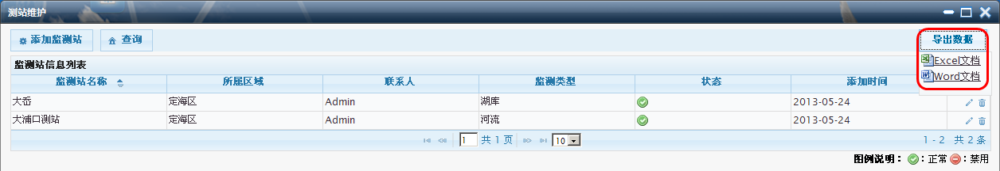 测站维护
添加监测站 查询 导出数据
Excel文档
Word文档
监测站信息列表
监测站名称 所属区域 联系人 监测类型 状态 添加时间
大岙 定海区 Admin 湖库 2013-05-24
大浦口测站 定海区 Admin 河流 2013-05-24
1 共 1 页 10 1 - 2 共 2 条
图例说明：：正常 ：禁用